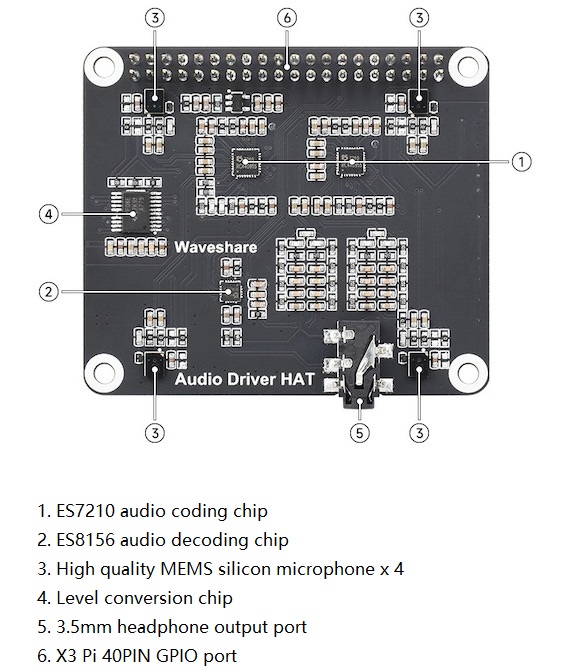 3
6
3
1
4
Waveshare
2
Audio Driver HAT
3
5
3
1. ES7210 audio coding chip
2. ES8156 audio decoding chip
3. High quality MEMS silicon microphone x 4
4. Level conversion chip
5. 3.5mm headphone output port
6. X3 Pi 40PIN GPIO port